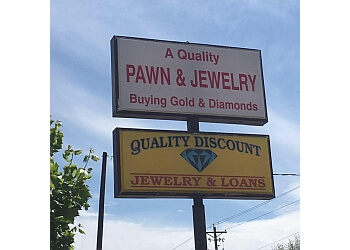 A Quality
PAWN & JEWELRY
Buying Gold & Diamonds
QUALITY DISCOUNT
JEWELRY & LOANS